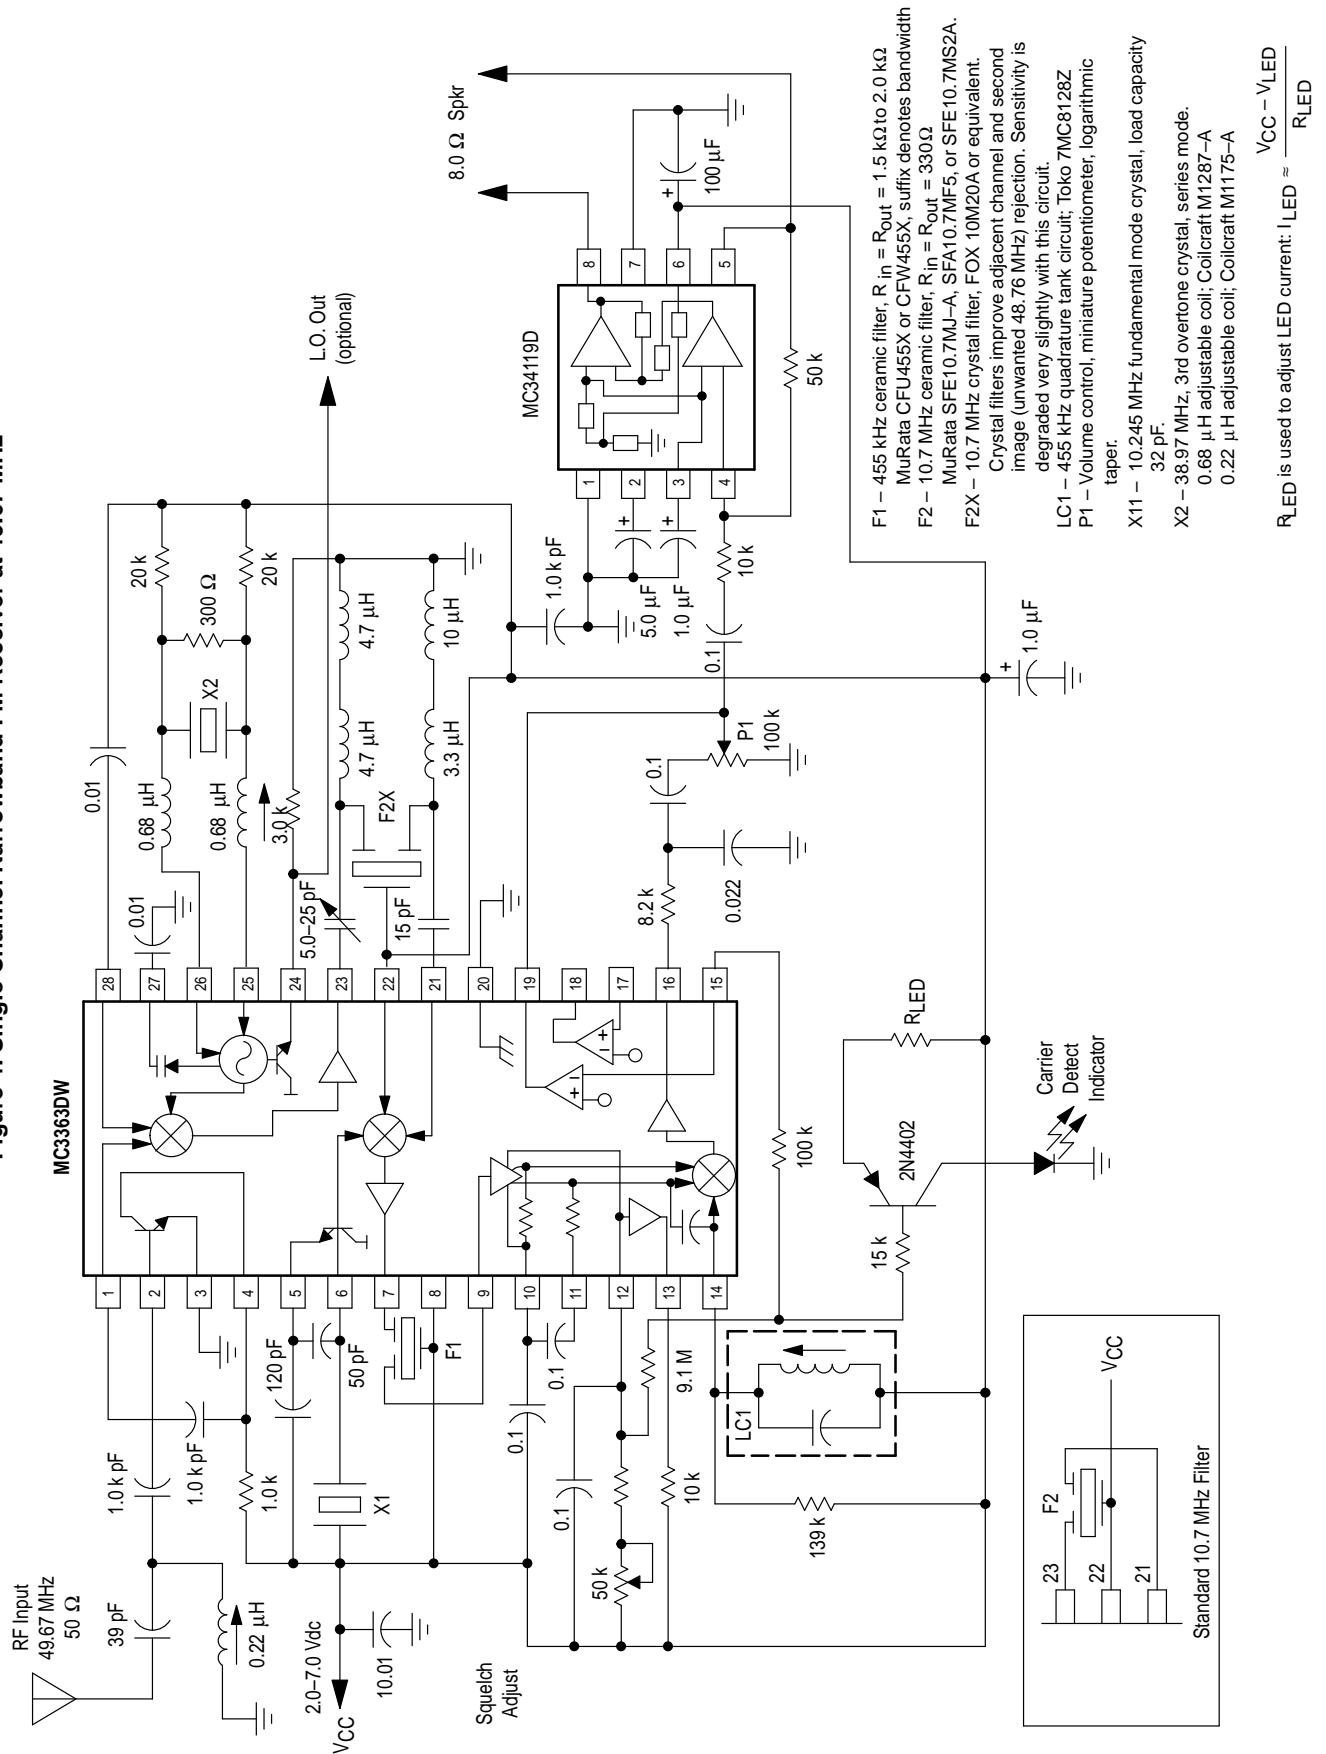 MC3363DW
RF Input
49.67 MHz
50 Ω
39 pF
0.22 μH
1.0 k pF
1.0 k pF
1.0 k
120 pF
50 pF
X1
F1
2.0–7.0 Vdc
VCC
10.01
Squelch
Adjust
0.1
0.1
0.1
50 k
10 k
9.1 M
LC1
139 k
1
2
3
4
5
6
7
8
9
10
11
12
13
14
28
27
26
25
24
23
22
21
20
19
18
17
16
15
0.01
0.01
0.68 μH
0.68 μH
X2
300 Ω
20 k
20 k
3.0 k
L.O. Out
(optional)
5.0–25 pF
4.7 μH
4.7 μH
F2X
15 pF
3.3 μH
10 μH
8.2 k
0.022
0.1
P1
100 k
0.1
10 k
1.0 k pF
5.0 μF
1.0 μF
MC34119D
1
2
3
4
8
7
6
5
50 k
100 μF
8.0 Ω Spkr
1.0 μF
100 k
15 k
2N4402
RLED
Carrier
Detect
Indicator
F2
23
22
21
VCC
Standard 10.7 MHz Filter
F1 – 455 kHz ceramic filter, R in = Rout = 1.5 kΩ to 2.0 kΩ
MuRata CFU455X or CFW455X, suffix denotes bandwidth
F2 – 10.7 MHz ceramic filter, Rin = Rout = 330Ω
MuRata SFE10.7MJ–A, SFA10.7MF5, or SFE10.7MS2A.
F2X – 10.7 MHz crystal filter, FOX 10M20A or equivalent.
Crystal filters improve adjacent channel and second
image (unwanted 48.76 MHz) rejection. Sensitivity is
degraded very slightly with this circuit.
LC1 – 455 kHz quadrature tank circuit; Toko 7MC8128Z
P1 – Volume control, miniature potentiometer, logarithmic
taper.
X11 – 10.245 MHz fundamental mode crystal, load capacity
32 pF.
X2 – 38.97 MHz, 3rd overtone crystal, series mode.
0.68 μH adjustable coil; Coilcraft M1287–A
0.22 μH adjustable coil; Coilcraft M1175–A
RLED is used to adjust LED current: ILED ≈ VCC – VLED
RLED